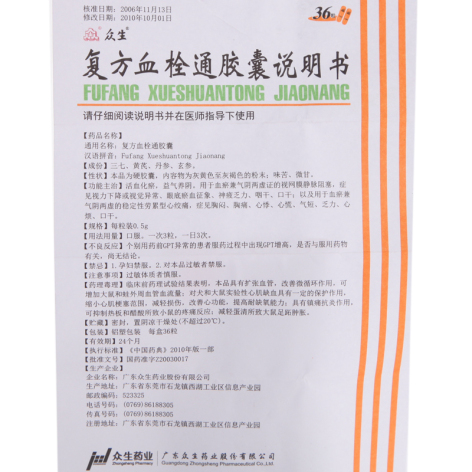 核准日期：2006年11月13日
修改日期：2010年10月01日
36粒
众生®
复方血栓通胶囊说明书
FUFANG XUESHUANTONG JIAONANG
请仔细阅读说明书并在医师指导下使用
【药品名称】
通用名称：复方血栓通胶囊
汉语拼音：Fufang Xueshuantong Jiaonang
【成份】三七、黄芪、丹参、玄参。
【性状】本品为硬胶囊，内容物为灰黄色至灰褐色的粉末；味苦、微甘。
【功能主治】活血化瘀，益气养阴。用于血瘀兼气阴两虚证的视网膜静脉阻塞，症
见视力下降或视觉异常、眼底瘀血征象、神疲乏力、咽干、口干；以及用于血瘀兼
气阴两虚的稳定性劳累型心绞痛，症见胸闷、胸痛、心悸、心慌、气短、乏力、心
烦、口干。
【规格】每粒装0.5g
【用法用量】口服。一次3粒，一日3次。
【不良反应】个别用药前GPT异常的患者服药过程中出现GPT增高，是否与服用药物
有关，尚无结论。
【禁忌】1.孕妇禁服。2.对本品过敏者禁服。
【注意事项】过敏体质者慎服。
【药理毒理】临床前药理试验结果表明，本品具有扩张血管，改善微循环作用，可
增加大鼠和蛙外周血管血流量；对犬和大鼠实验性心肌缺血具有一定的保护作用，
缩小心肌梗塞范围，减轻损伤，改善心功能，提高耐缺氧能力；具有镇痛抗炎作用，
可抑制热板和醋酸所致小鼠的疼痛反应；减轻蛋清所致大鼠足跖肿胀。
【贮藏】密封，置阴凉干燥处(不超过20℃)。
【包装】铝塑包装　每盒36粒
【有效期】24个月
【执行标准】《中国药典》2010年版一部
【批准文号】国药准字Z20030017
【生产企业】
企业名称：广东众生药业股份有限公司
生产地址：广东省东莞市石龙镇西湖工业区信息产业园
邮政编码：523325
电话号码：(0769)86188305
传真号码：(0769)86188305
注册地址：广东省东莞市石龙镇西湖工业区信息产业园
众生药业 广东众生药业股份有限公司
Zhongsheng Pharmacy Guangdong Zhongsheng Pharmaceutical Co.,Ltd.